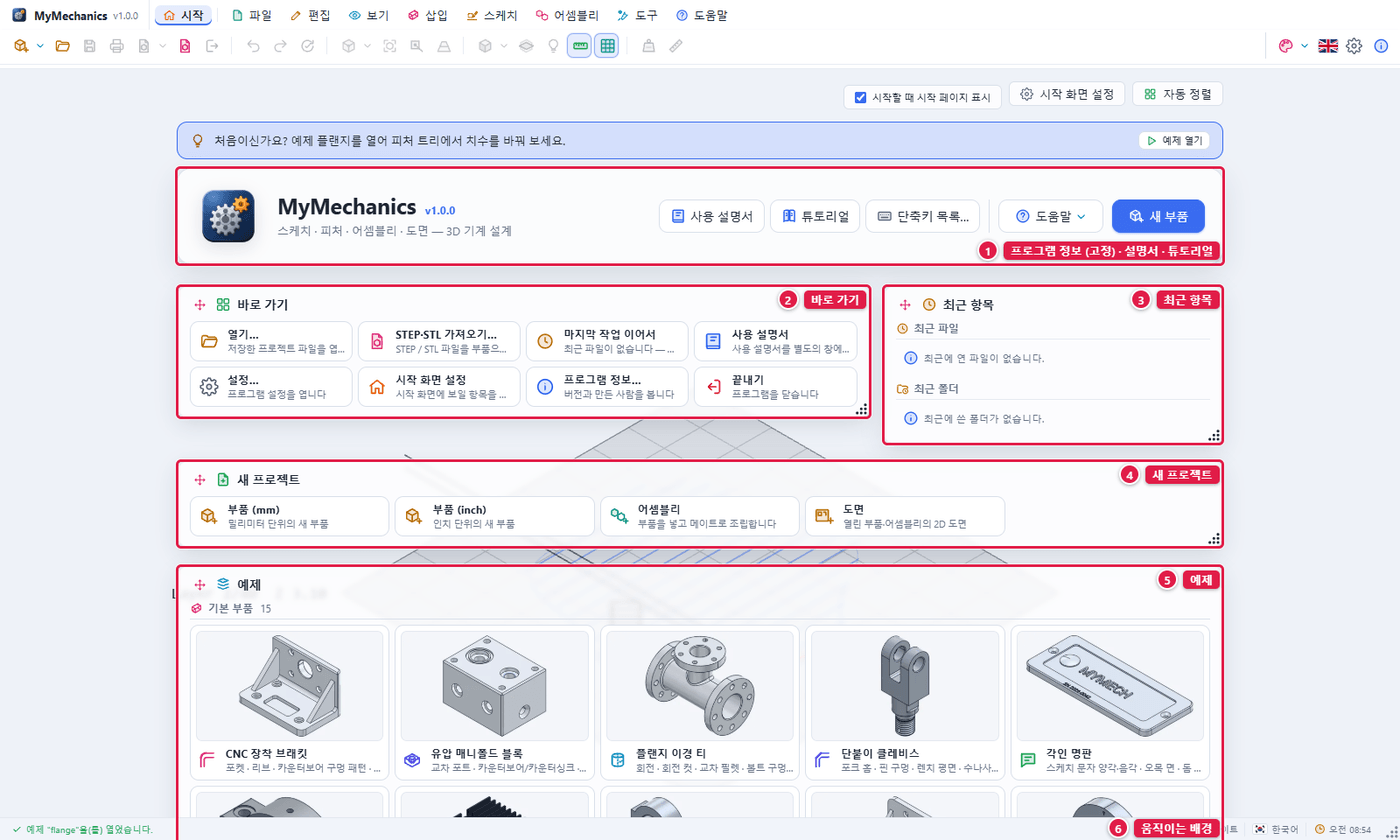 MyMechanics v1.0.0 시작 파일 편집 보기 삽입 스케치 어셈블리 도구 도움말
시작할 때 시작 페이지 표시 시작 화면 설정 자동 정렬
처음이신가요? 예제 플랜지를 열어 피처 트리에서 치수를 바꿔 보세요. 예제 열기
MyMechanics v1.0.0
스케치 · 피처 · 어셈블리 · 도면 — 3D 기계 설계
사용 설명서 튜토리얼 단축키 목록... 도움말 새 부품
1 프로그램 정보 (고정) · 설명서 · 튜토리얼
바로 가기 2 바로 가기
열기... STEP·STL 가져오기... 마지막 작업 이어서 사용 설명서
저장한 프로젝트 파일을 엽... STEP / STL 파일을 부품으... 최근 파일이 없습니다 — ... 사용 설명서를 별도의 창에...
설정... 시작 화면 설정 프로그램 정보... 끝내기
프로그램 설정을 엽니다 시작 화면에 보일 항목을 ... 버전과 만든 사람을 봅니다 프로그램을 닫습니다
최근 항목 3 최근 항목
최근 파일
최근에 연 파일이 없습니다.
최근 폴더
최근에 쓴 폴더가 없습니다.
새 프로젝트 4 새 프로젝트
부품 (mm) 부품 (inch) 어셈블리 도면
밀리미터 단위의 새 부품 인치 단위의 새 부품 부품을 넣고 메이트로 조립합니다 열린 부품·어셈블리의 2D 도면
예제 5 예제
기본 부품 15
MYMECH
CNC 장착 브래킷 유압 매니폴드 블록 플랜지 이경 티 단붙이 클레비스 각인 명판
포켓 · 리브 · 카운터보어 구멍 패턴 · ... 교차 포트 · 카운터보어/카운터싱크 ·... 회전 · 회전 컷 · 교차 필렛 · 볼트 구멍... 포크 홈 · 핀 구멍 · 렌치 평면 · 수나사... 스케치 문자 양각·음각 · 오목 면 · 둠 ...
6 움직이는 배경
예제 "flange"을(를) 열었습니다. 이트 한국어 오전 08:54